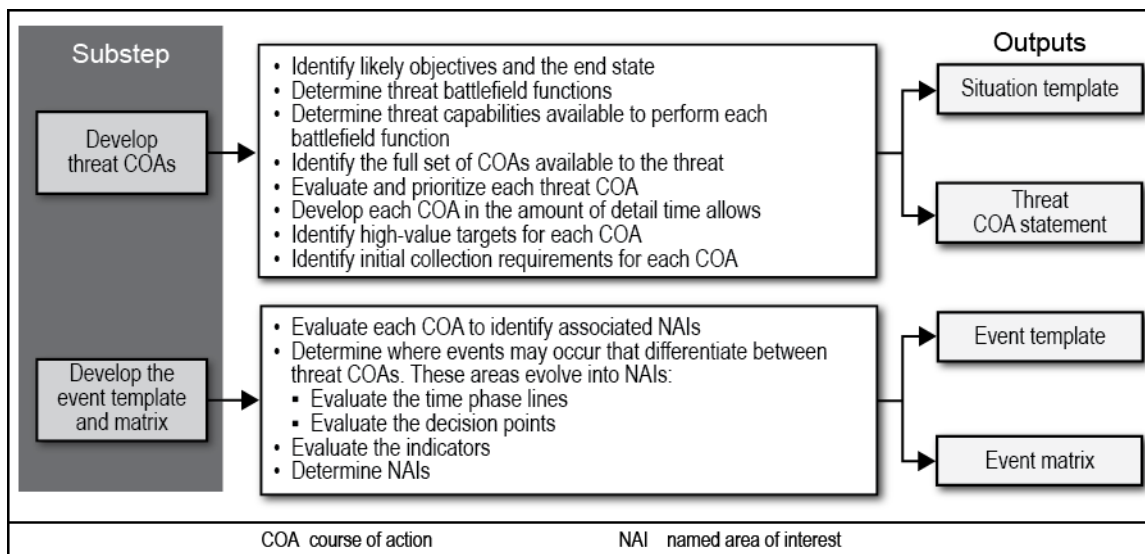 Substep
Outputs
Develop
threat COAs
• Identify likely objectives and the end state
• Determine threat battlefield functions
• Determine threat capabilities available to perform each
battlefield function
• Identify the full set of COAs available to the threat
• Evaluate and prioritize each threat COA
• Develop each COA in the amount of detail time allows
• Identify high-value targets for each COA
• Identify initial collection requirements for each COA
Situation template
Threat
COA statement
Develop the
event template
and matrix
• Evaluate each COA to identify associated NAIs
• Determine where events may occur that differentiate between
threat COAs. These areas evolve into NAIs:
▪ Evaluate the time phase lines
▪ Evaluate the decision points
• Evaluate the indicators
• Determine NAIs
Event template
Event matrix
COA course of action
NAI named area of interest